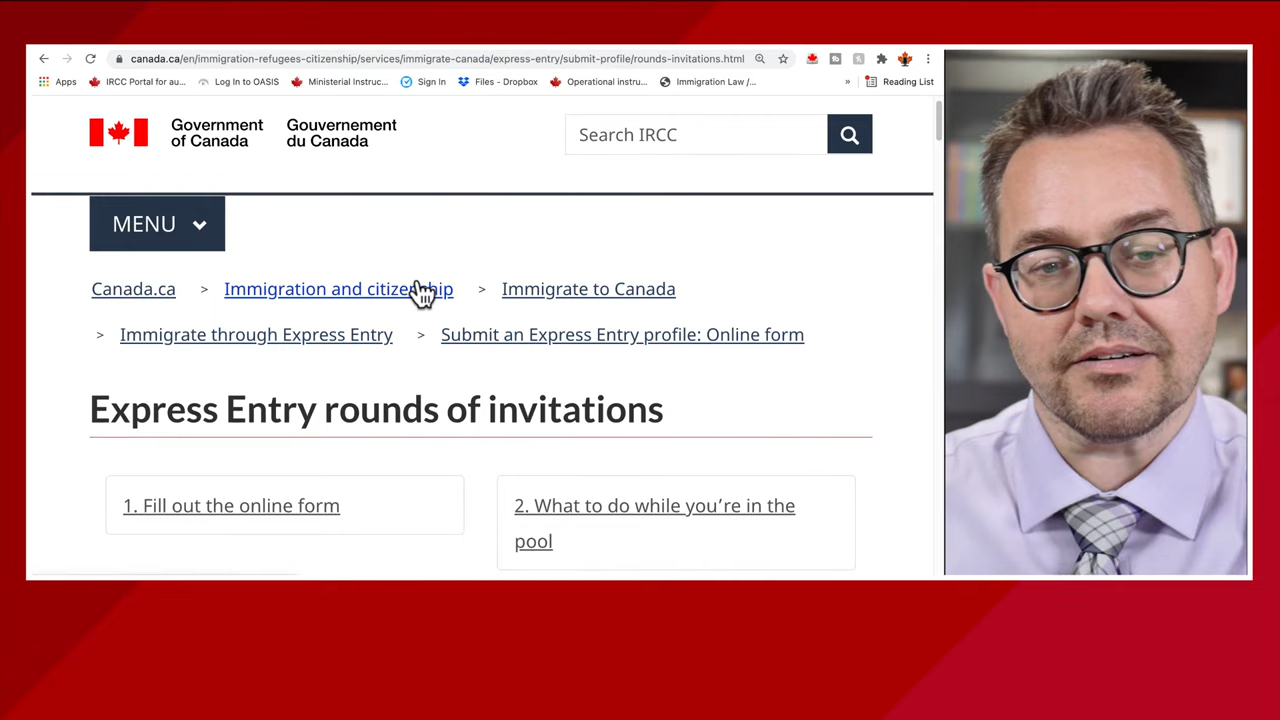 canada.ca/en/immigration-refugees-citizenship/services/immigrate-canada/express-entry/submit-profile/rounds-invitations.html
Apps IRCC Portal for au... Log In to OASIS Ministerial Instruc... Sign In Files - Dropbox Operational instruc... Immigration Law /... » Reading List
Government of Canada
Gouvernement du Canada
Search IRCC
MENU
Canada.ca > Immigration and citizenship > Immigrate to Canada
> Immigrate through Express Entry > Submit an Express Entry profile: Online form
Express Entry rounds of invitations
1. Fill out the online form
2. What to do while you’re in the
pool